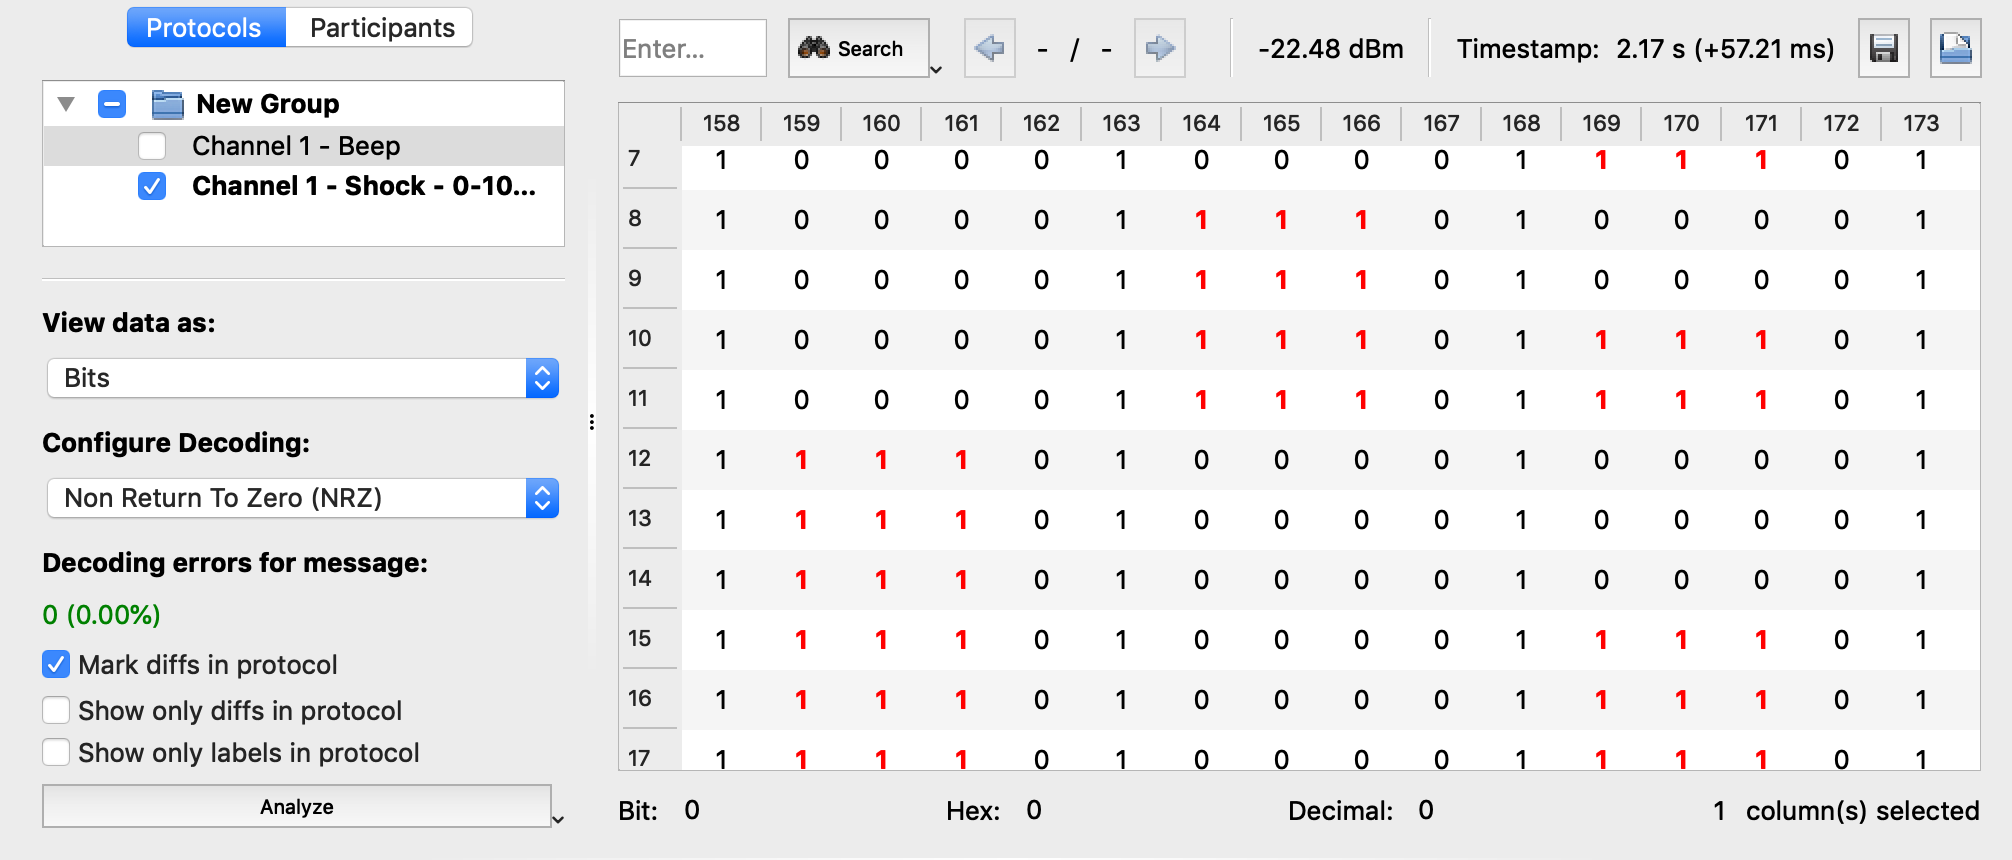 Protocols Participants
New Group
Channel 1 - Beep
Channel 1 - Shock - 0-10...
View data as:
Bits
Configure Decoding:
Non Return To Zero (NRZ)
Decoding errors for message:
0 (0.00%)
Mark diffs in protocol
Show only diffs in protocol
Show only labels in protocol
Analyze
Enter... Search - / - -22.48 dBm Timestamp: 2.17 s (+57.21 ms)
158 159 160 161 162 163 164 165 166 167 168 169 170 171 172 173
7 1 0 0 0 0 1 0 0 0 0 1 1 1 1 0 1
8 1 0 0 0 0 1 1 1 1 0 1 0 0 0 0 1
9 1 0 0 0 0 1 1 1 1 0 1 0 0 0 0 1
10 1 0 0 0 0 1 1 1 1 0 1 1 1 1 0 1
11 1 0 0 0 0 1 1 1 1 0 1 1 1 1 0 1
12 1 1 1 1 0 1 0 0 0 0 1 0 0 0 0 1
13 1 1 1 1 0 1 0 0 0 0 1 0 0 0 0 1
14 1 1 1 1 0 1 0 0 0 0 1 0 0 0 0 1
15 1 1 1 1 0 1 0 0 0 0 1 1 1 1 0 1
16 1 1 1 1 0 1 0 0 0 0 1 1 1 1 0 1
17 1 1 1 1 0 1 0 0 0 0 1 1 1 1 0 1
Bit: 0 Hex: 0 Decimal: 0 1 column(s) selected